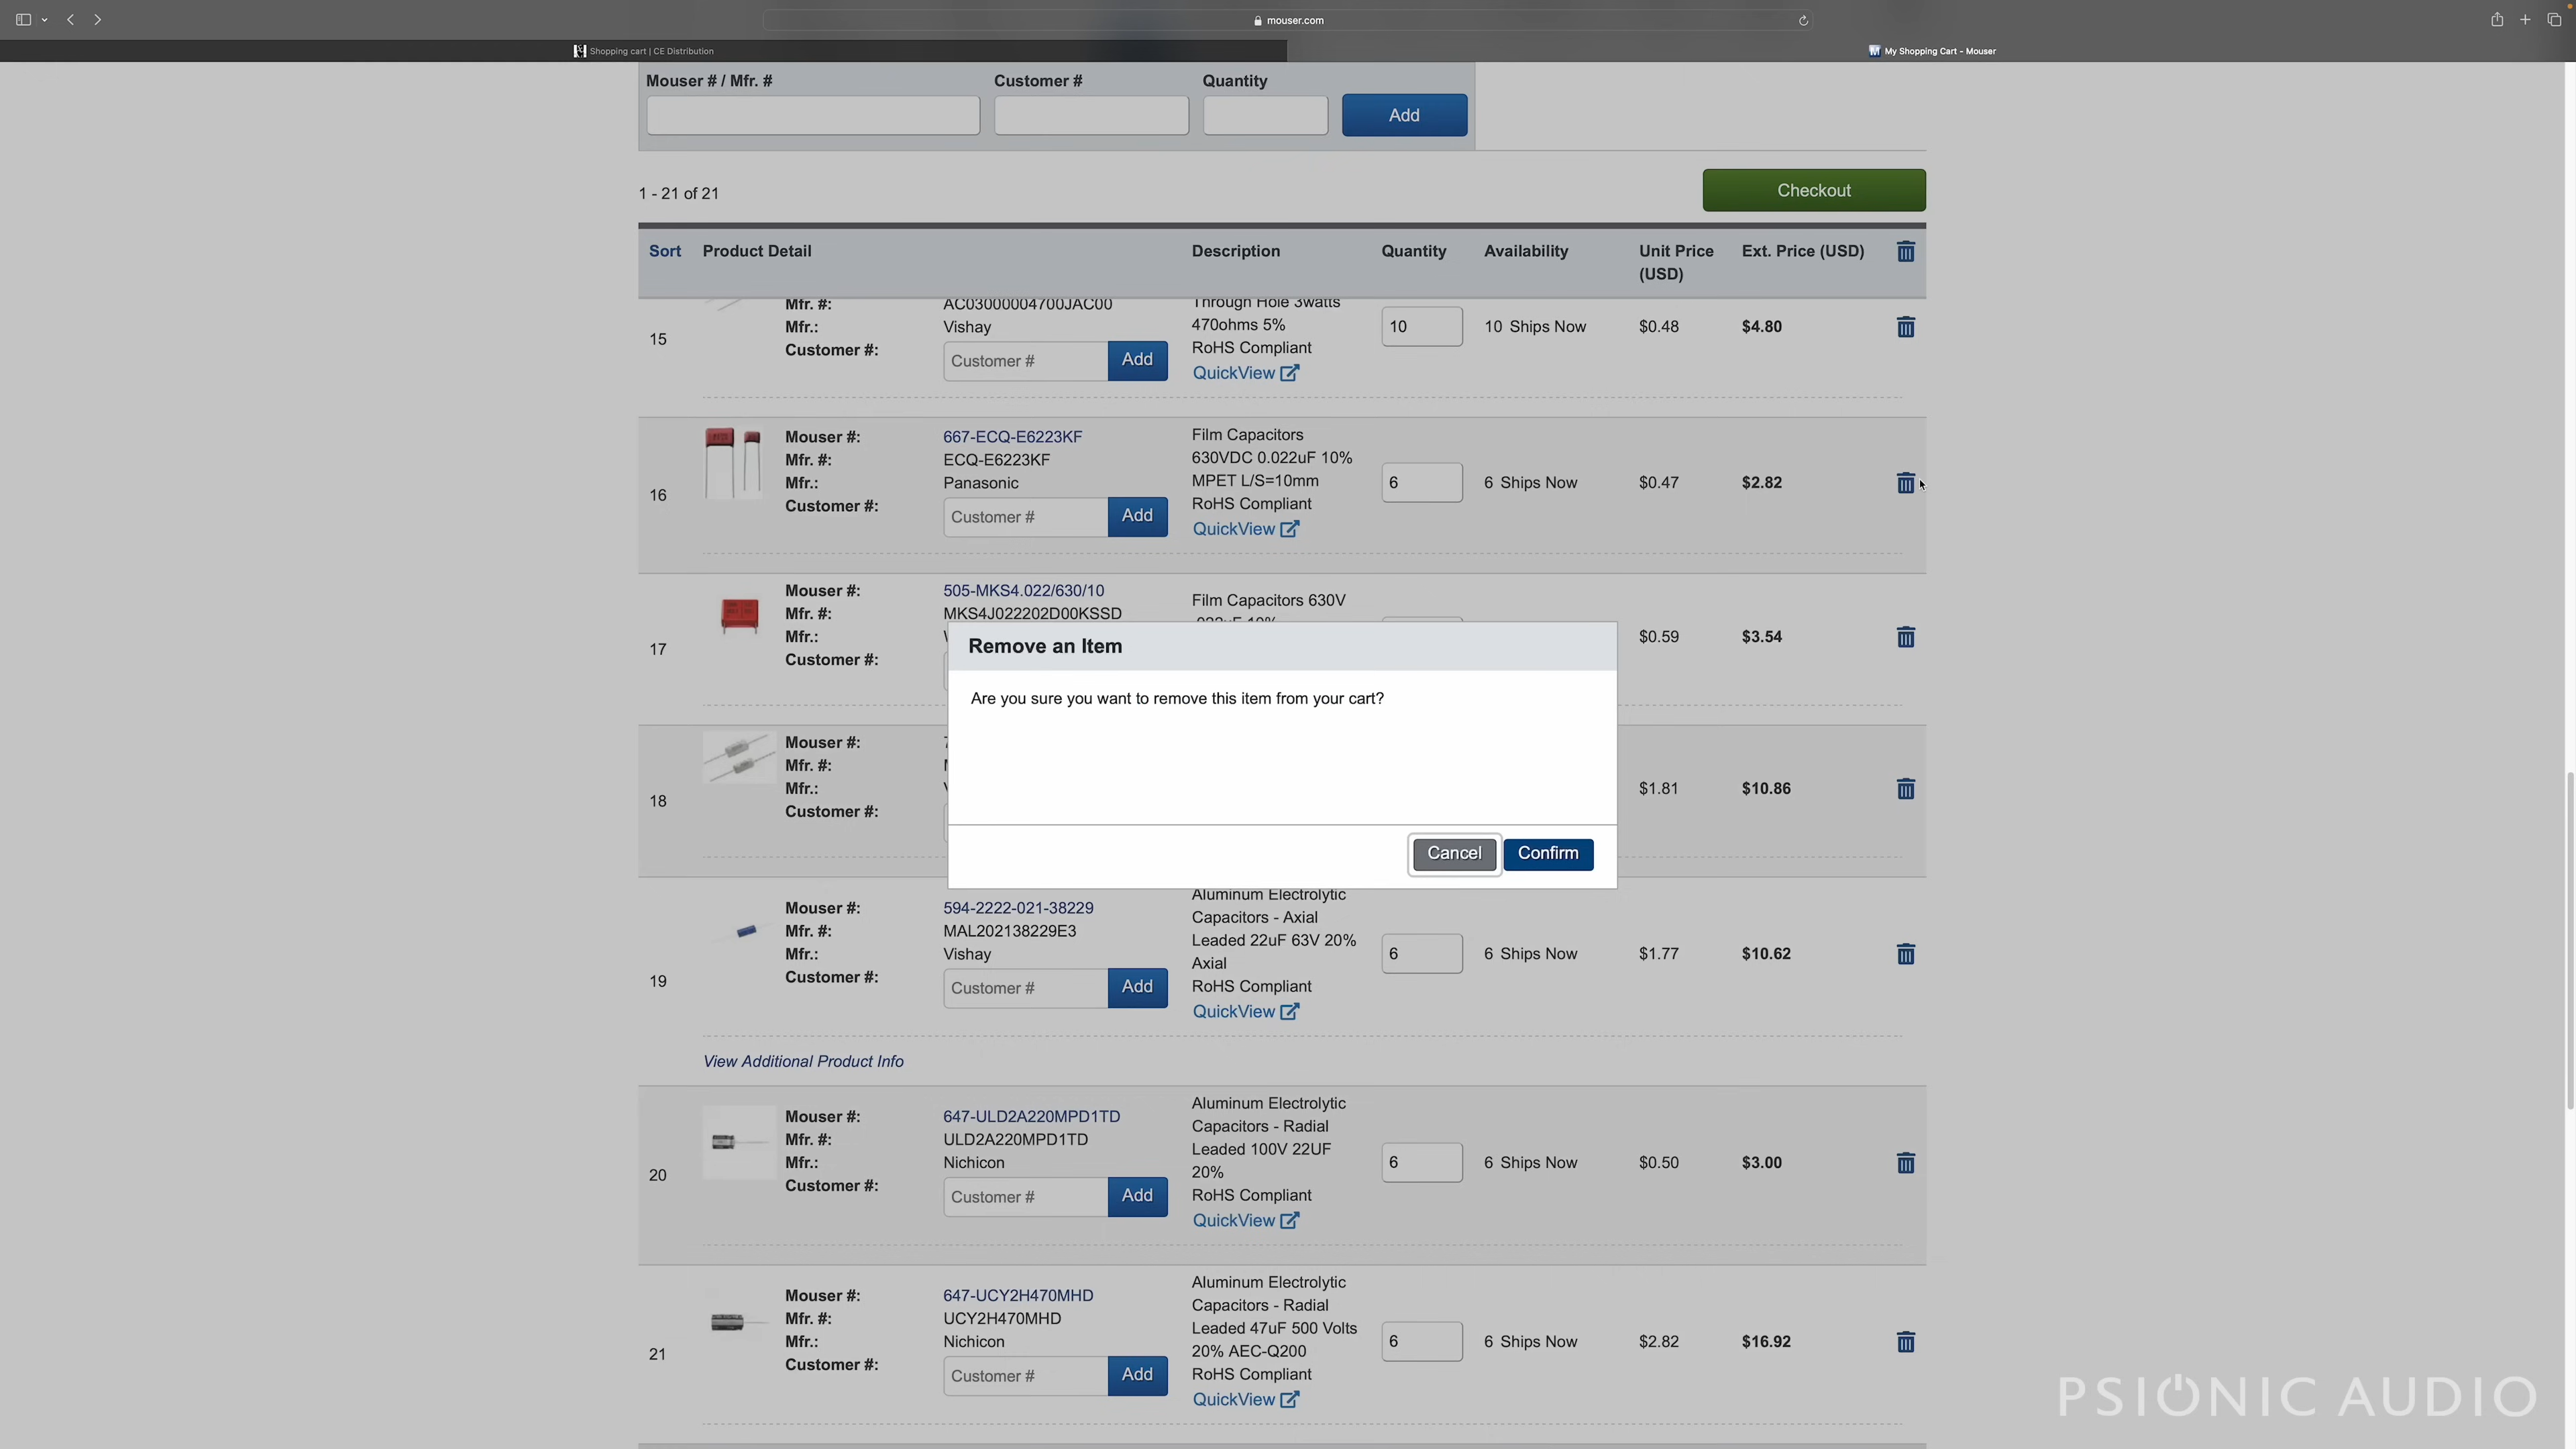 mouser.com
Shopping cart | CE Distribution
My Shopping Cart - Mouser
Mouser # / Mfr. # Customer # Quantity
Add
1 - 21 of 21
Checkout
Sort Product Detail Description Quantity Availability Unit Price (USD) Ext. Price (USD)
15
Mfr. #: AC03000004700JAC00
Mfr.: Vishay
Customer #:
Customer # Add
Through Hole 3watts
470ohms 5%
RoHS Compliant
QuickView
10 10 Ships Now $0.48 $4.80
16
Mouser #: 667-ECQ-E6223KF
Mfr. #: ECQ-E6223KF
Mfr.: Panasonic
Customer #:
Customer # Add
Film Capacitors
630VDC 0.022uF 10%
MPET L/S=10mm
RoHS Compliant
QuickView
6 6 Ships Now $0.47 $2.82
17
Mouser #: 505-MKS4.022/630/10
Mfr. #: MKS4J022202D00KSSD
Mfr.:
Customer #:
Film Capacitors 630V
$0.59 $3.54
Remove an Item
Are you sure you want to remove this item from your cart?
Cancel Confirm
18
Mouser #:
Mfr. #:
Mfr.:
Customer #:
$1.81 $10.86
19
Mouser #: 594-2222-021-38229
Mfr. #: MAL202138229E3
Mfr.: Vishay
Customer #:
Customer # Add
Aluminum Electrolytic
Capacitors - Axial
Leaded 22uF 63V 20%
Axial
RoHS Compliant
QuickView
6 6 Ships Now $1.77 $10.62
View Additional Product Info
20
Mouser #: 647-ULD2A220MPD1TD
Mfr. #: ULD2A220MPD1TD
Mfr.: Nichicon
Customer #:
Customer # Add
Aluminum Electrolytic
Capacitors - Radial
Leaded 100V 22UF
20%
RoHS Compliant
QuickView
6 6 Ships Now $0.50 $3.00
21
Mouser #: 647-UCY2H470MHD
Mfr. #: UCY2H470MHD
Mfr.: Nichicon
Customer #:
Customer # Add
Aluminum Electrolytic
Capacitors - Radial
Leaded 47uF 500 Volts
20% AEC-Q200
RoHS Compliant
QuickView
6 6 Ships Now $2.82 $16.92
PSIONIC AUDIO